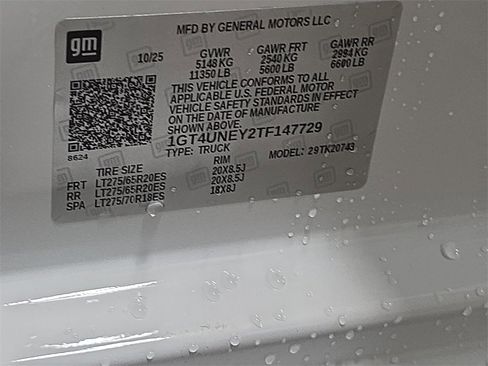 gm
MFD BY GENERAL MOTORS LLC
10/25 GVWR GAWR FRT GAWR RR
5148 KG 2540 KG 2994 KG
11350 LB 5600 LB 6600 LB
THIS VEHICLE CONFORMS TO ALL
APPLICABLE U.S. FEDERAL MOTOR
VEHICLE SAFETY STANDARDS IN EFFECT
ON THE DATE OF MANUFACTURE
SHOWN ABOVE.
1GT4UNEY2TF147729
8624 TYPE: TRUCK MODEL: 29TK20743
TIRE SIZE RIM
FRT LT275/65R20ES 20X8.5J
RR LT275/65R20ES 20X8.5J
SPA LT275/70R18ES 18X8J